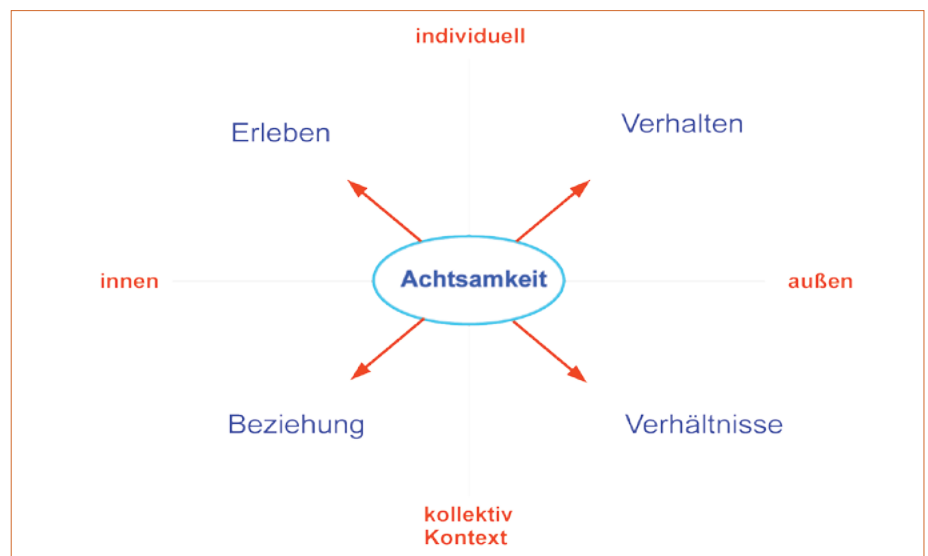 individuell
Erleben
Verhalten
innen
Achtsamkeit
außen
Beziehung
Verhältnisse
kollektiv
Kontext